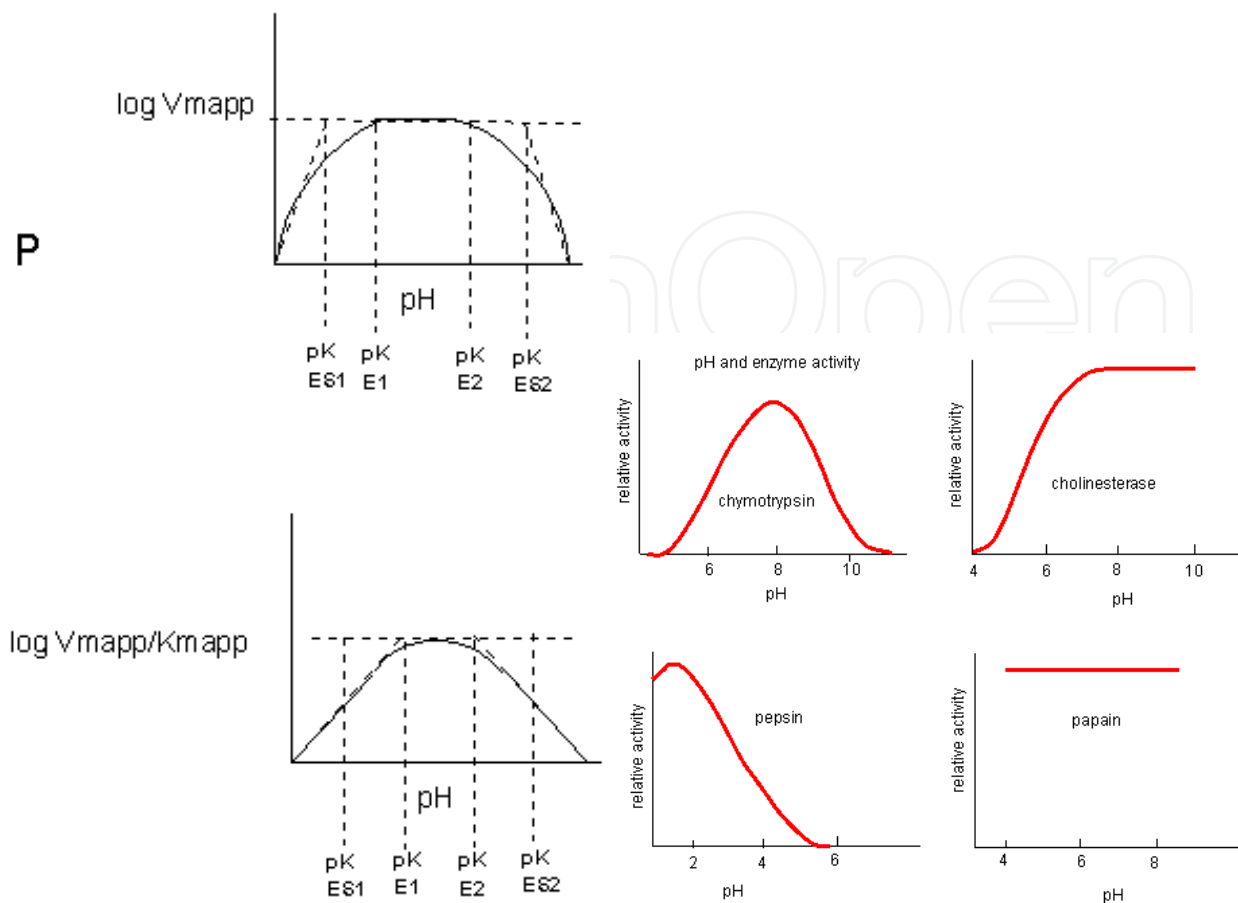 log Vmapp
P
pH
pK pK pK pK
ES1 E1 E2 ES2
nOpen
pH and enzyme activity
relative activity
chymotrypsin
6 8 10
pH
relative activity
cholinesterase
4 6 8 10
pH
log Vmapp/Kmapp
pH
pK pK pK pK
ES1 E1 E2 ES2
relative activity
pepsin
2 4 6
pH
relative activity
papain
4 6 8
pH